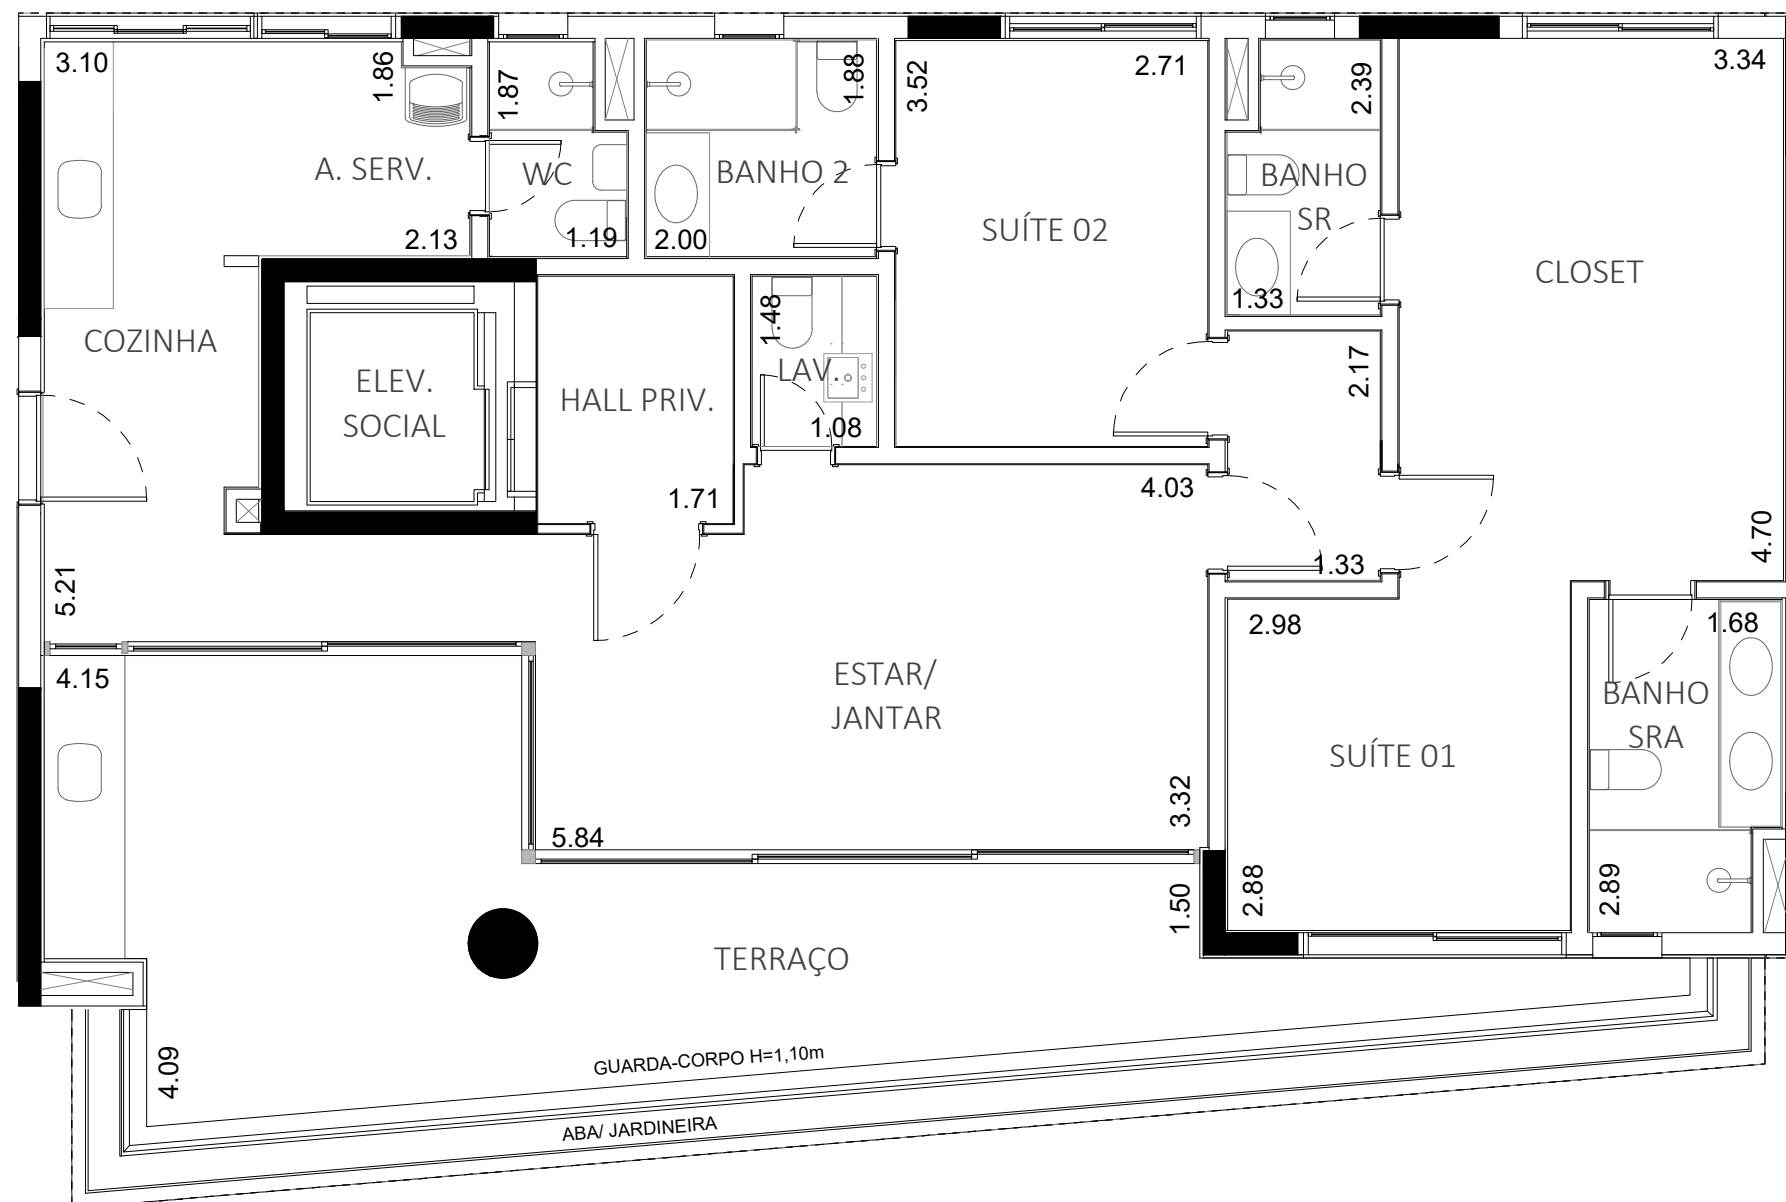 3.10
1.86
1.87
1.88
3.52
2.71
2.39
3.34
A. SERV.
WC
BANHO 2
BANHO
SR
SUÍTE 02
2.13
1.19
2.00
1.33
CLOSET
COZINHA
1.48
LAV.
1.08
2.17
ELEV.
SOCIAL
HALL PRIV.
1.71
4.03
4.70
1.33
5.21
2.98
1.68
4.15
ESTAR/
JANTAR
BANHO
SRA
SUÍTE 01
3.32
5.84
1.50
2.88
2.89
TERRAÇO
4.09
GUARDA-CORPO H=1,10m
ABA/ JARDINEIRA